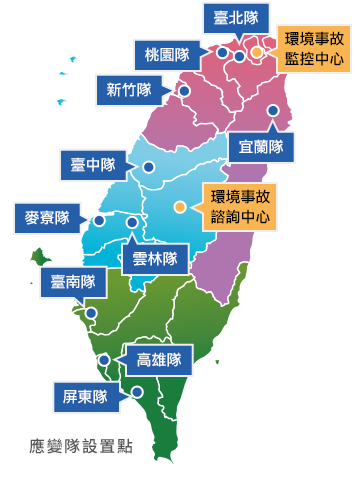 臺北隊
環境事故
監控中心
桃園隊
新竹隊
宜蘭隊
臺中隊
環境事故
諮詢中心
麥寮隊
雲林隊
臺南隊
高雄隊
屏東隊
應變隊設置點